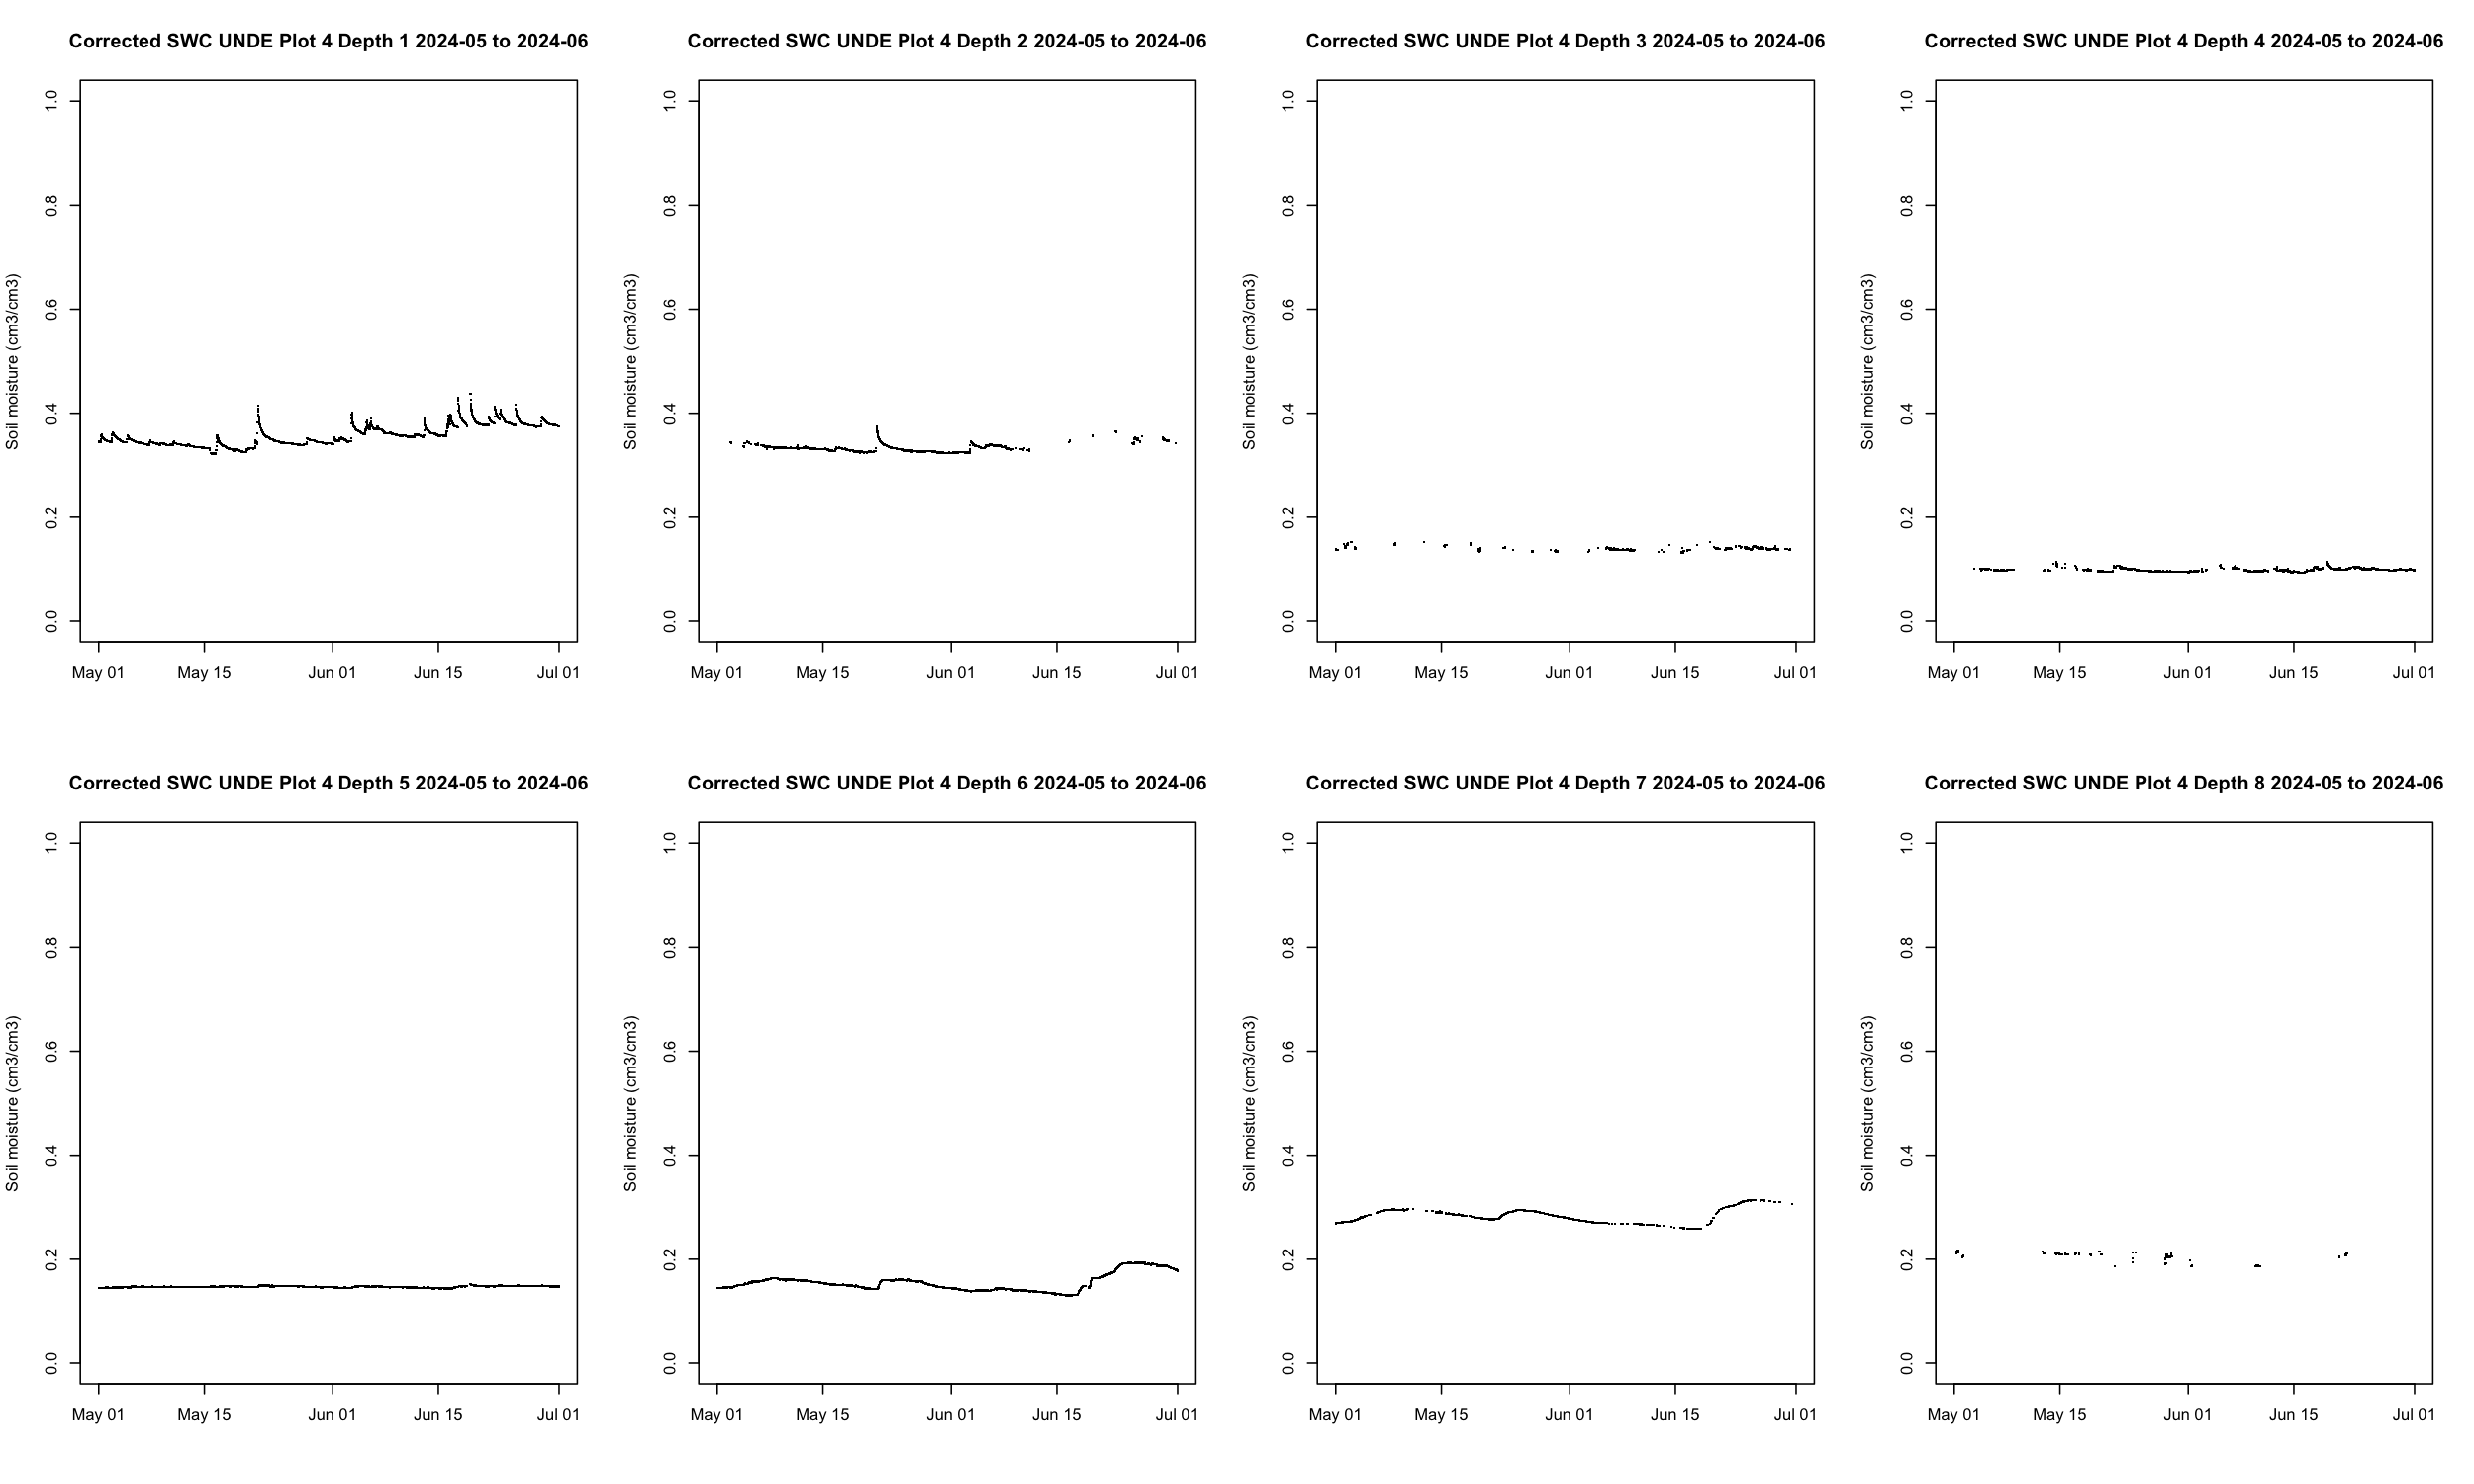 Corrected SWC UNDE Plot 4 Depth 1 2024-05 to 2024-06
Soil moisture (cm3/cm3)
1.0
0.8
0.6
0.4
0.2
0.0
May 01 May 15 Jun 01 Jun 15 Jul 01
Corrected SWC UNDE Plot 4 Depth 2 2024-05 to 2024-06
Soil moisture (cm3/cm3)
1.0
0.8
0.6
0.4
0.2
0.0
May 01 May 15 Jun 01 Jun 15 Jul 01
Corrected SWC UNDE Plot 4 Depth 3 2024-05 to 2024-06
Soil moisture (cm3/cm3)
1.0
0.8
0.6
0.4
0.2
0.0
May 01 May 15 Jun 01 Jun 15 Jul 01
Corrected SWC UNDE Plot 4 Depth 4 2024-05 to 2024-06
Soil moisture (cm3/cm3)
1.0
0.8
0.6
0.4
0.2
0.0
May 01 May 15 Jun 01 Jun 15 Jul 01
Corrected SWC UNDE Plot 4 Depth 5 2024-05 to 2024-06
Soil moisture (cm3/cm3)
1.0
0.8
0.6
0.4
0.2
0.0
May 01 May 15 Jun 01 Jun 15 Jul 01
Corrected SWC UNDE Plot 4 Depth 6 2024-05 to 2024-06
Soil moisture (cm3/cm3)
1.0
0.8
0.6
0.4
0.2
0.0
May 01 May 15 Jun 01 Jun 15 Jul 01
Corrected SWC UNDE Plot 4 Depth 7 2024-05 to 2024-06
Soil moisture (cm3/cm3)
1.0
0.8
0.6
0.4
0.2
0.0
May 01 May 15 Jun 01 Jun 15 Jul 01
Corrected SWC UNDE Plot 4 Depth 8 2024-05 to 2024-06
Soil moisture (cm3/cm3)
1.0
0.8
0.6
0.4
0.2
0.0
May 01 May 15 Jun 01 Jun 15 Jul 01